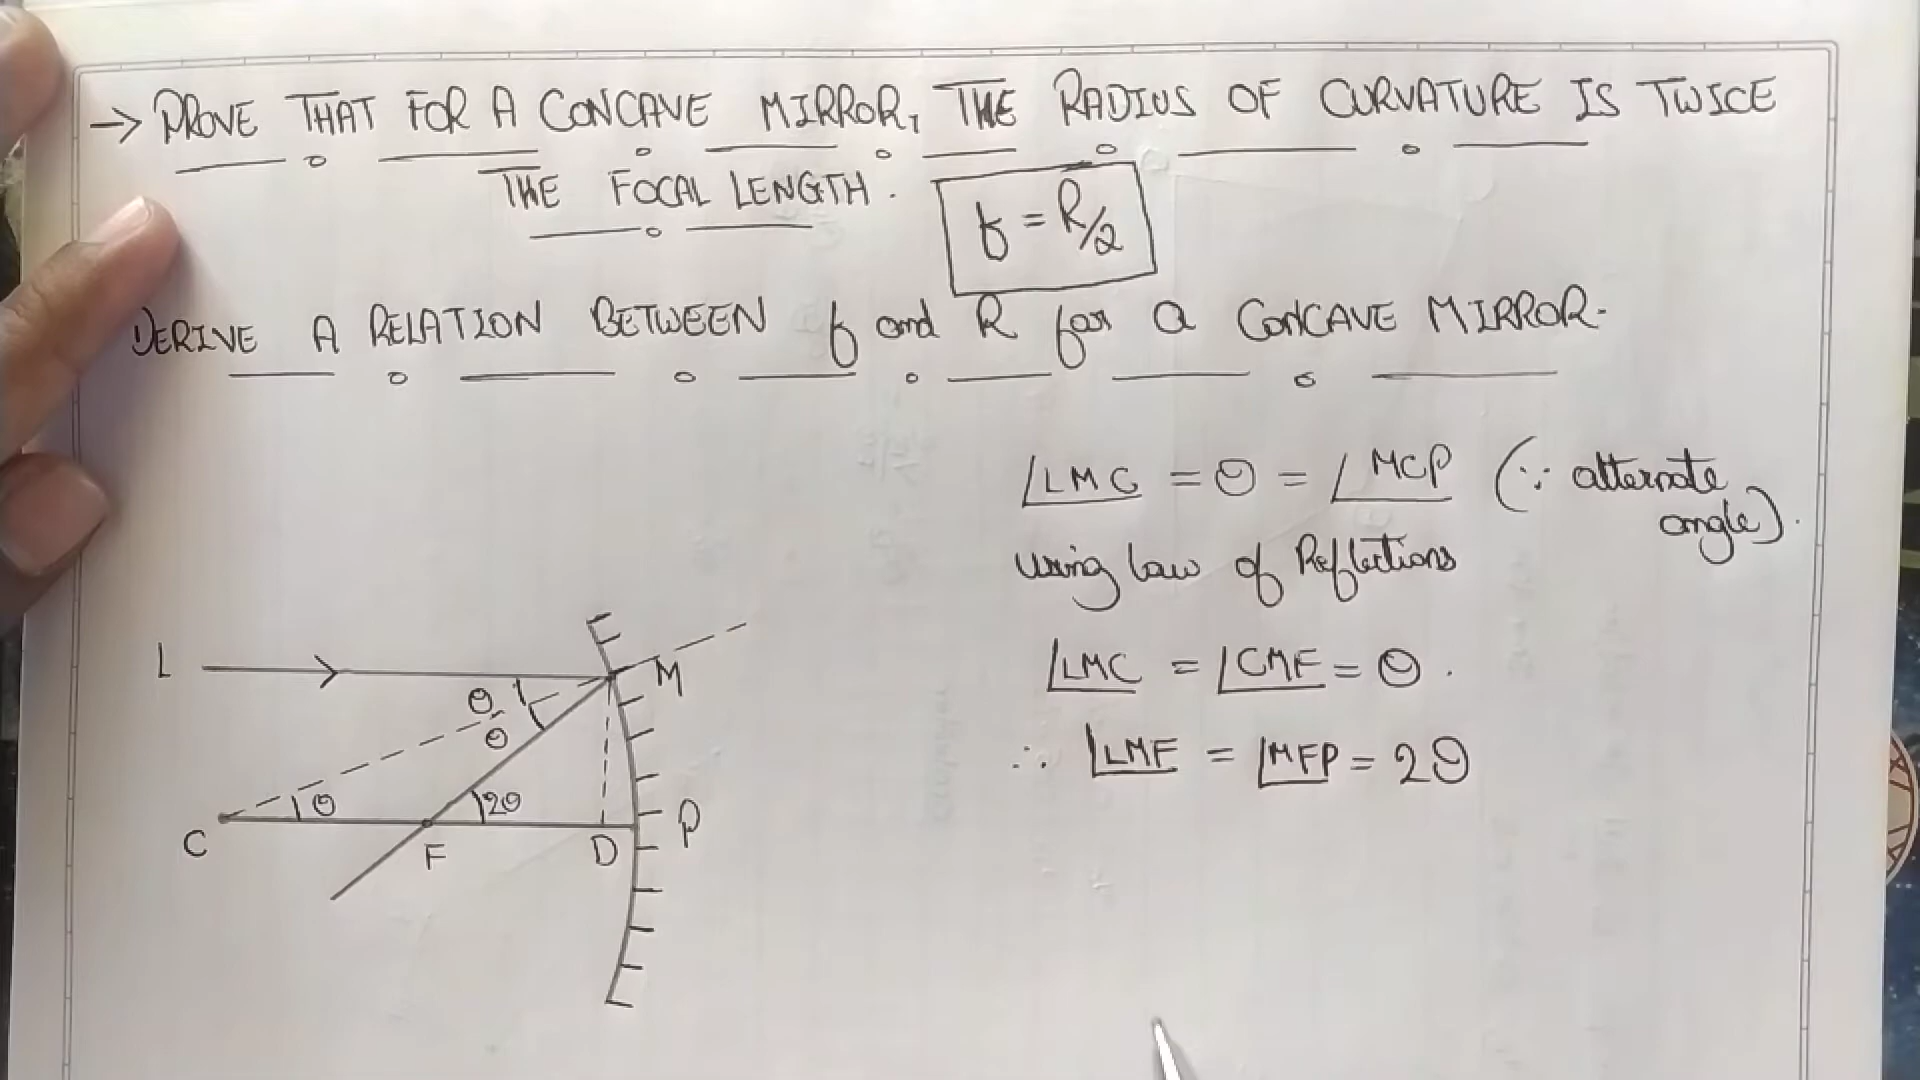 → PROVE THAT FOR A CONCAVE MIRROR, THE RADIUS OF CURVATURE IS TWICE
THE FOCAL LENGTH.
f = R/2
DERIVE A RELATION BETWEEN f and R for a CONCAVE MIRROR.
∠LMC = θ = ∠MCP (∵ alternate
angle).
using law of Reflections
∠LMC = ∠CMF = θ.
∴ ∠LMF = ∠MFP = 2θ
L
M
θ
θ
C
θ
2θ
F
D
P